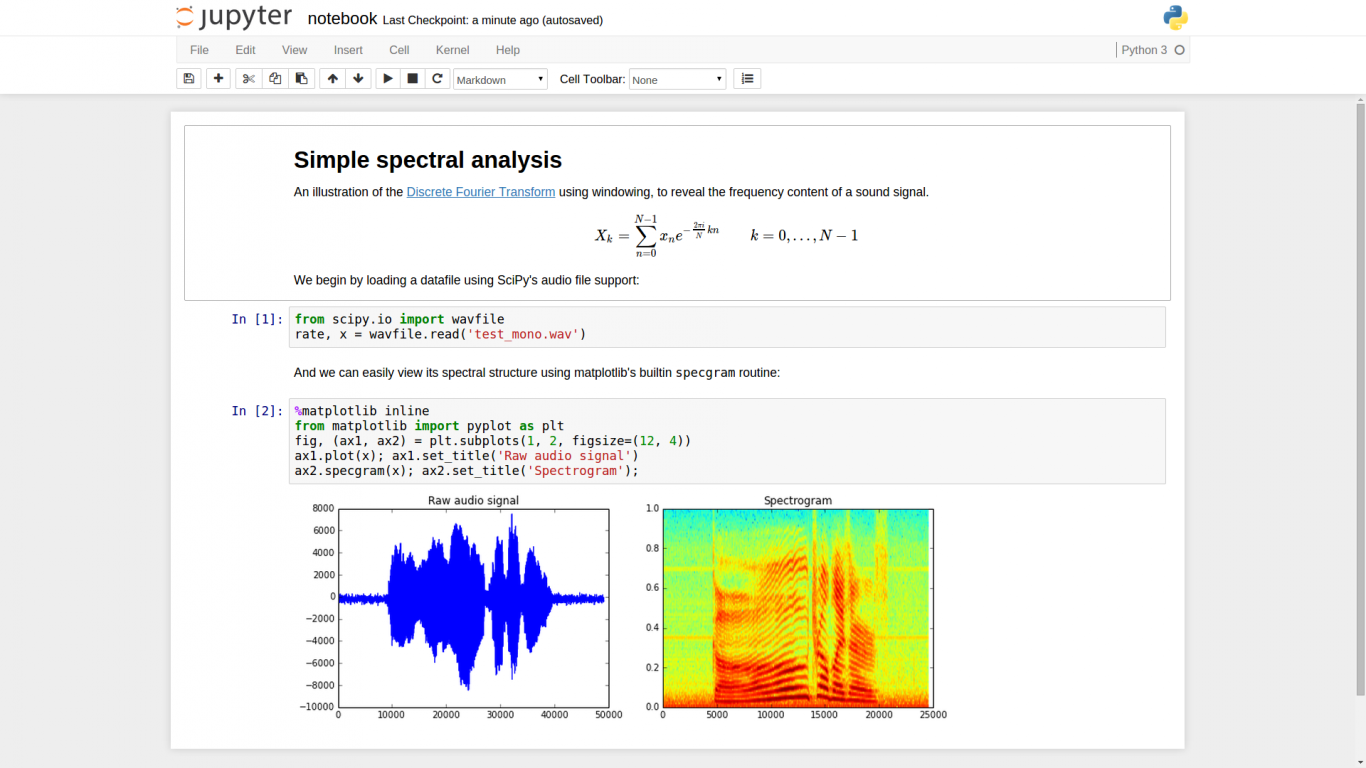 jupyter notebook Last Checkpoint: a minute ago (autosaved)
File Edit View Insert Cell Kernel Help Python 3
Markdown Cell Toolbar: None
Simple spectral analysis
An illustration of the Discrete Fourier Transform using windowing, to reveal the frequency content of a sound signal.
X_k = \sum_{n=0}^{N-1} x_n e^{-\frac{2\pi i}{N} kn} k = 0, . . . , N − 1
We begin by loading a datafile using SciPy's audio file support:
In [1]: from scipy.io import wavfile
rate, x = wavfile.read('test_mono.wav')
And we can easily view its spectral structure using matplotlib's builtin specgram routine:
In [2]: %matplotlib inline
from matplotlib import pyplot as plt
fig, (ax1, ax2) = plt.subplots(1, 2, figsize=(12, 4))
ax1.plot(x); ax1.set_title('Raw audio signal')
ax2.specgram(x); ax2.set_title('Spectrogram');
Raw audio signal
8000
6000
4000
2000
0
−2000
−4000
−6000
−8000
−10000
0 10000 20000 30000 40000 50000
Spectrogram
1.0
0.8
0.6
0.4
0.2
0.0
0 5000 10000 15000 20000 25000